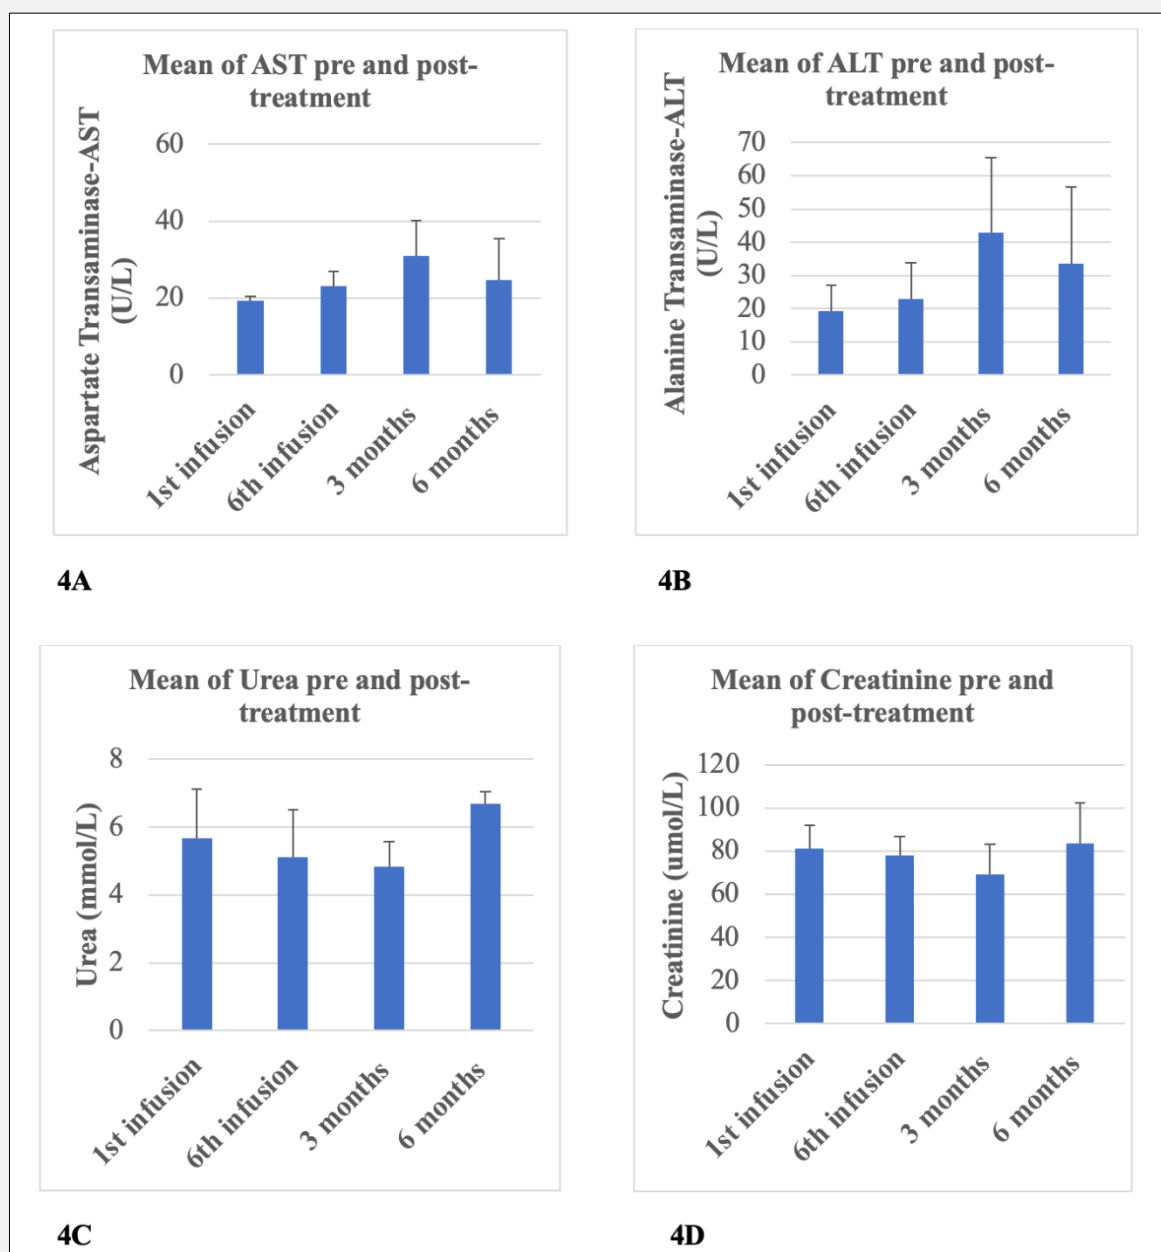 Mean of AST pre and post-
treatment
Aspartate Transaminase-AST
(U/L)
60
40
20
0
1st infusion
6th infusion
3 months
6 months
4A
Mean of ALT pre and post-
treatment
Alanine Transaminase-ALT
(U/L)
70
60
50
40
30
20
10
0
1st infusion
6th infusion
3 months
6 months
4B
Mean of Urea pre and post-
treatment
Urea (mmol/L)
8
6
4
2
0
1st infusion
6th infusion
3 months
6 months
4C
Mean of Creatinine pre and
post-treatment
Creatinine (umol/L)
120
100
80
60
40
20
0
1st infusion
6th infusion
3 months
6 months
4D